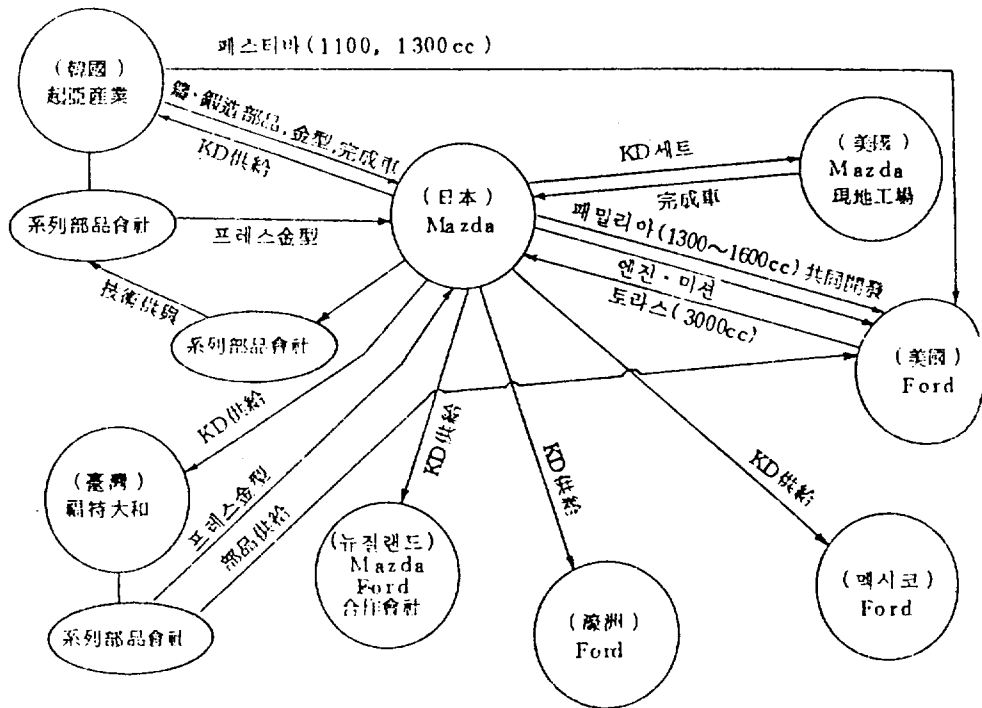 페스티바(1100, 1300cc)
(韓國)
起亞產業
鑄·鍛造部品,金型,完成車
KD供給
系列部品會社
프레스金型
技術供與
系列部品會社
(日本)
Mazda
KD세트
完成車
(美國)
Mazda
現地工場
패밀리아(1300~1600cc)共同開發
엔진·미션
토라스(3000cc)
(美國)
Ford
KD供給
(臺灣)
福特大和
프레스金型
部品供給
系列部品會社
KD供給
(뉴질랜드)
Mazda
Ford
合作會社
KD供給
(濠洲)
Ford
KD供給
(멕시코)
Ford